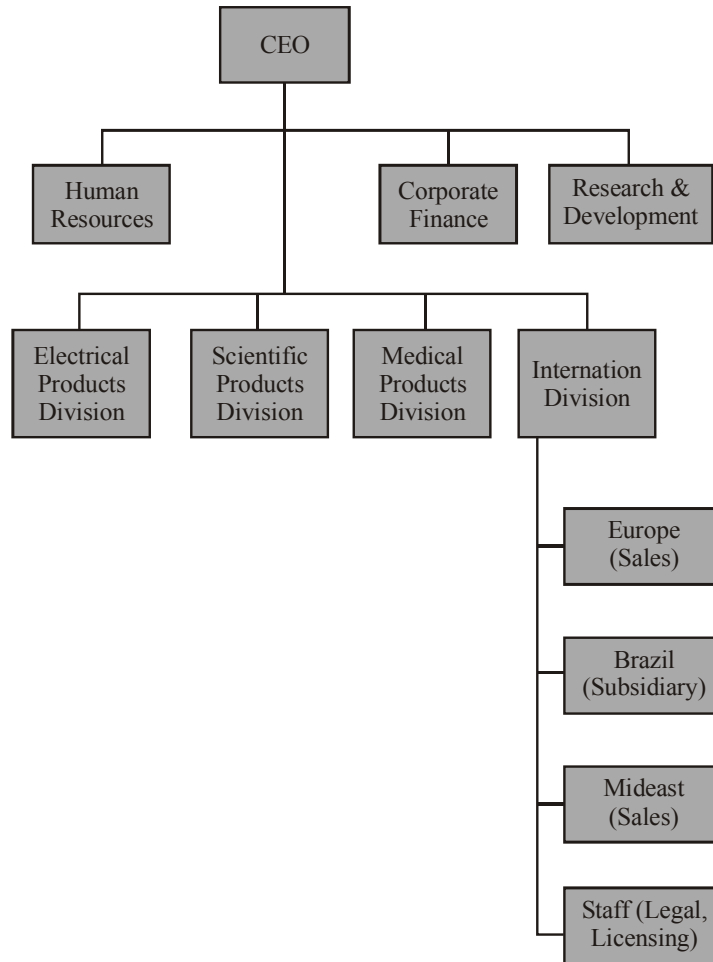 CEO
Human
Resources
Corporate
Finance
Research &
Development
Electrical
Products
Division
Scientific
Products
Division
Medical
Products
Division
Internation
Division
Europe
(Sales)
Brazil
(Subsidiary)
Mideast
(Sales)
Staff (Legal,
Licensing)